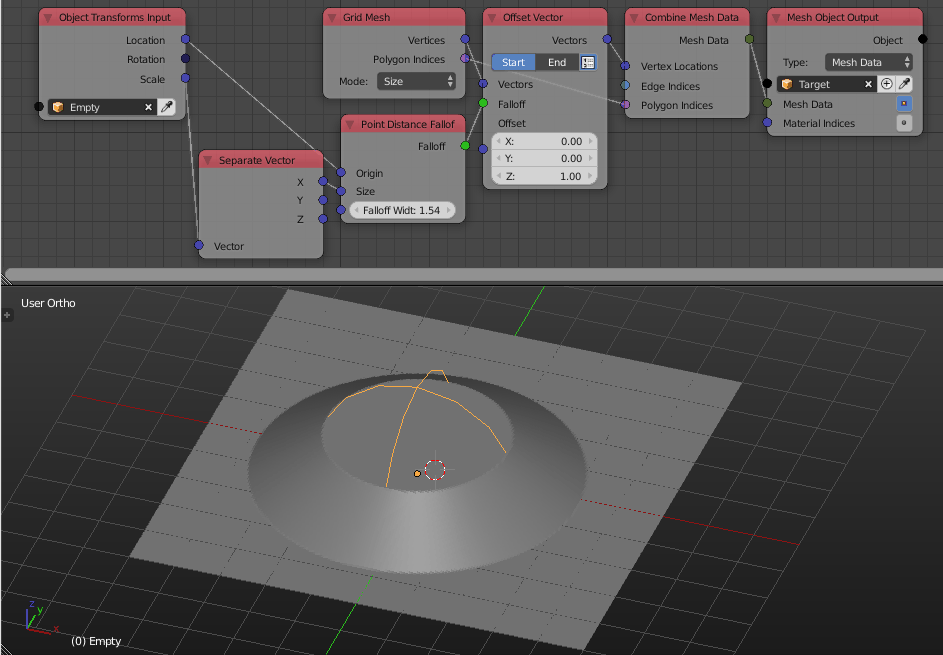 Object Transforms Input
Location
Rotation
Scale
Empty
Separate Vector
X
Y
Z
Vector
Grid Mesh
Vertices
Polygon Indices
Mode: Size
Point Distance Fallof
Falloff
Origin
Size
Falloff Widt: 1.54
Offset Vector
Vectors
Start End
Vectors
Falloff
Offset
X: 0.00
Y: 0.00
Z: 1.00
Combine Mesh Data
Mesh Data
Vertex Locations
Edge Indices
Polygon Indices
Mesh Object Output
Object
Type: Mesh Data
Target
Mesh Data
Material Indices
User Ortho
z
y
x
(0) Empty